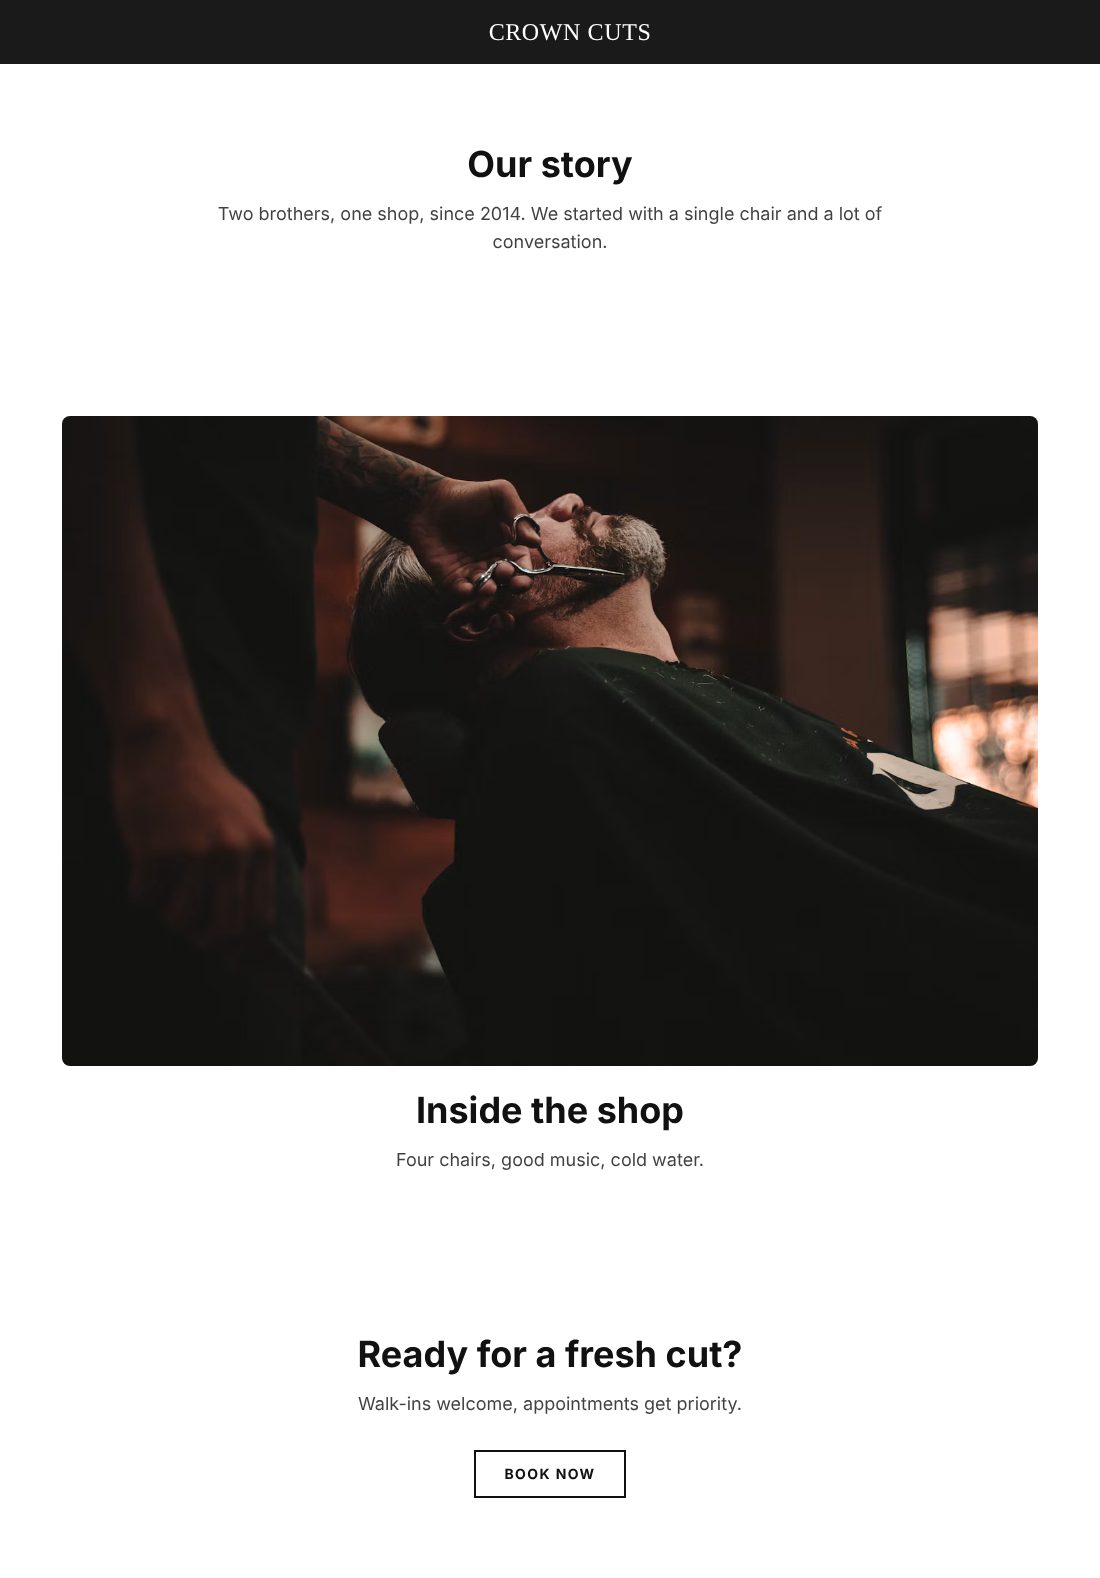 CROWN CUTS
Our story
Two brothers, one shop, since 2014. We started with a single chair and a lot of
conversation.
Inside the shop
Four chairs, good music, cold water.
Ready for a fresh cut?
Walk-ins welcome, appointments get priority.
BOOK NOW